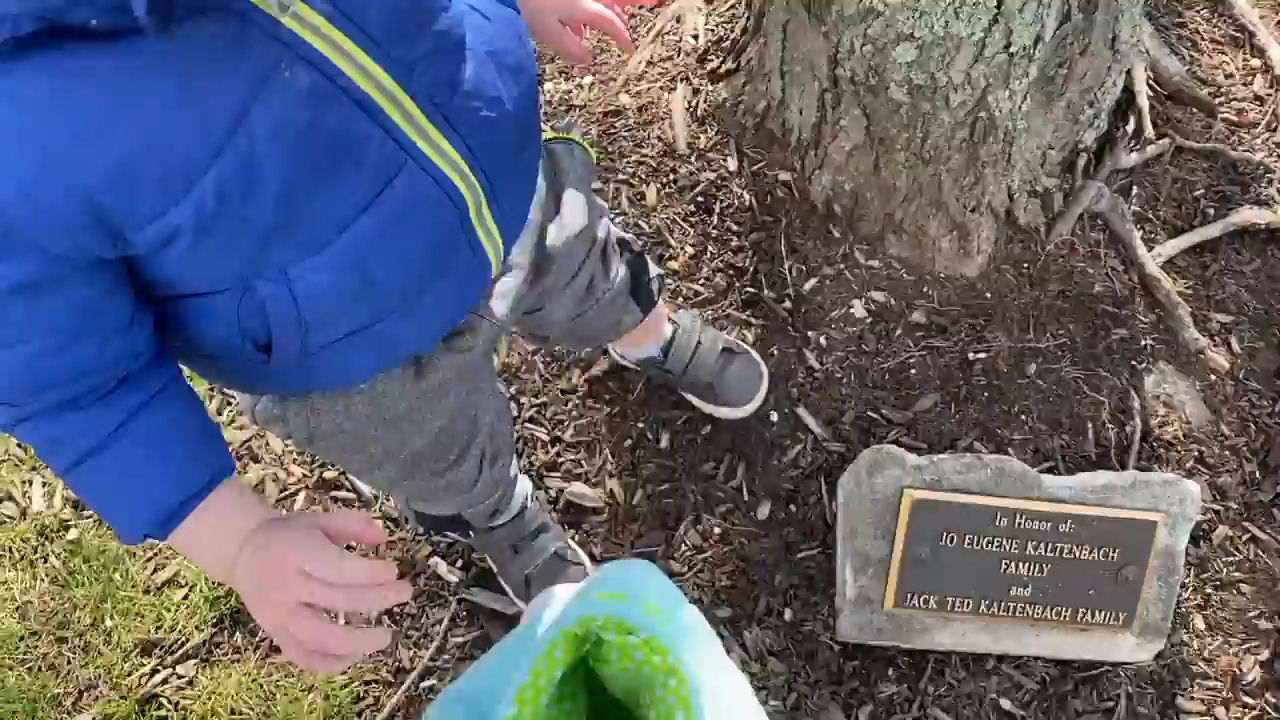 In Honor of:
JO EUGENE KALTENBACH
FAMILY
and
JACK TED KALTENBACH FAMILY